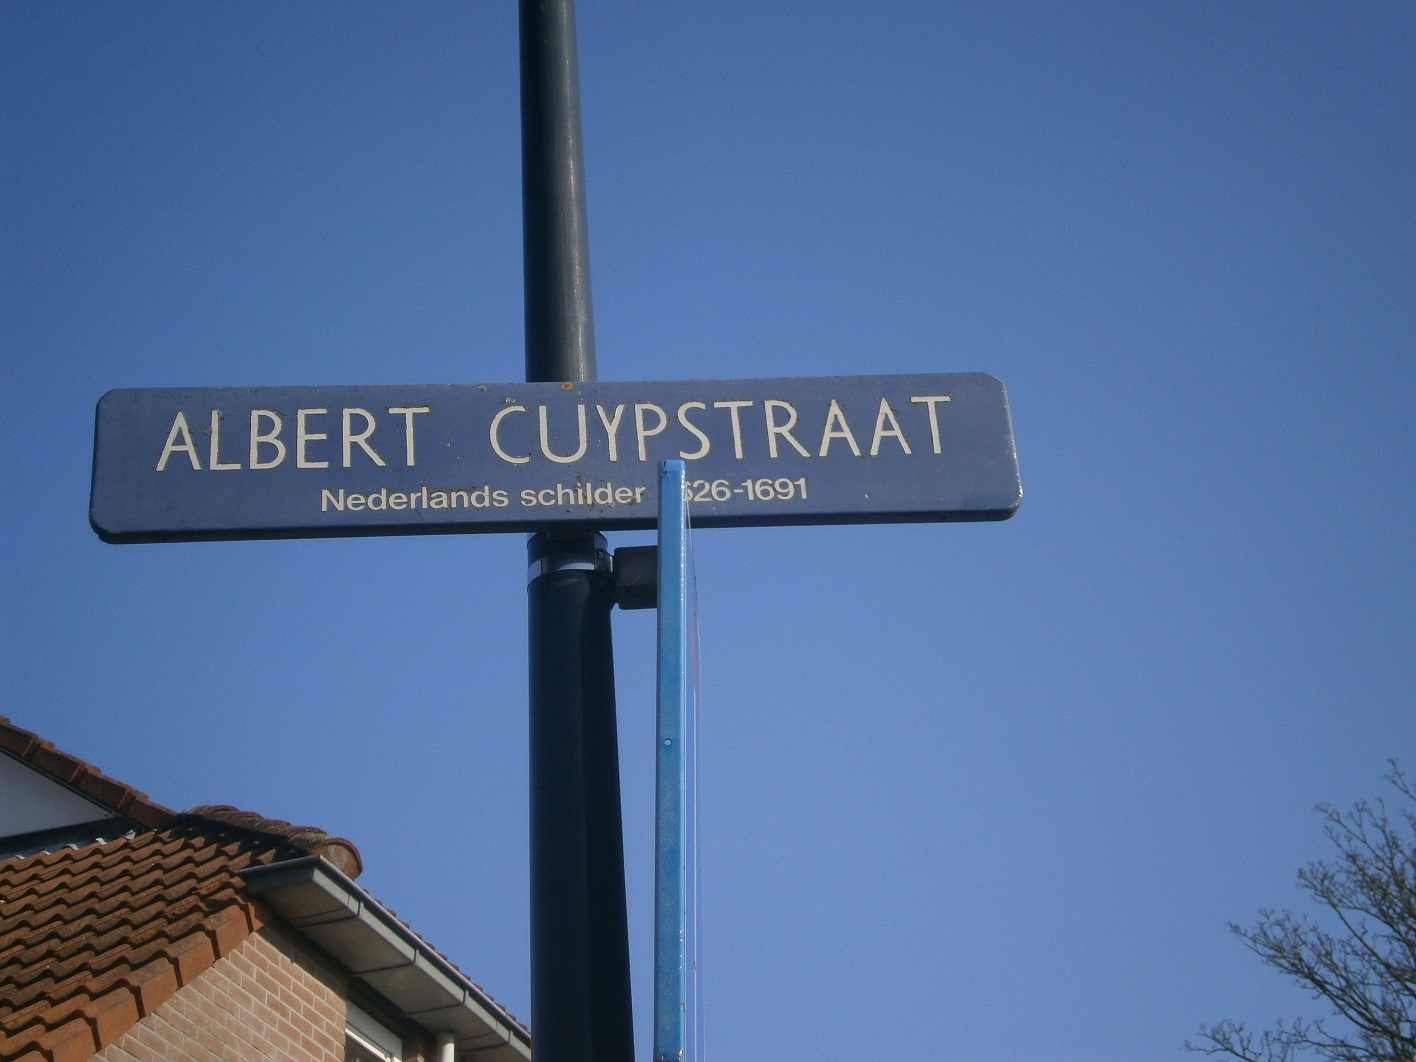 ALBERT CUYPSTRAAT
Nederlands schilder 626-1691